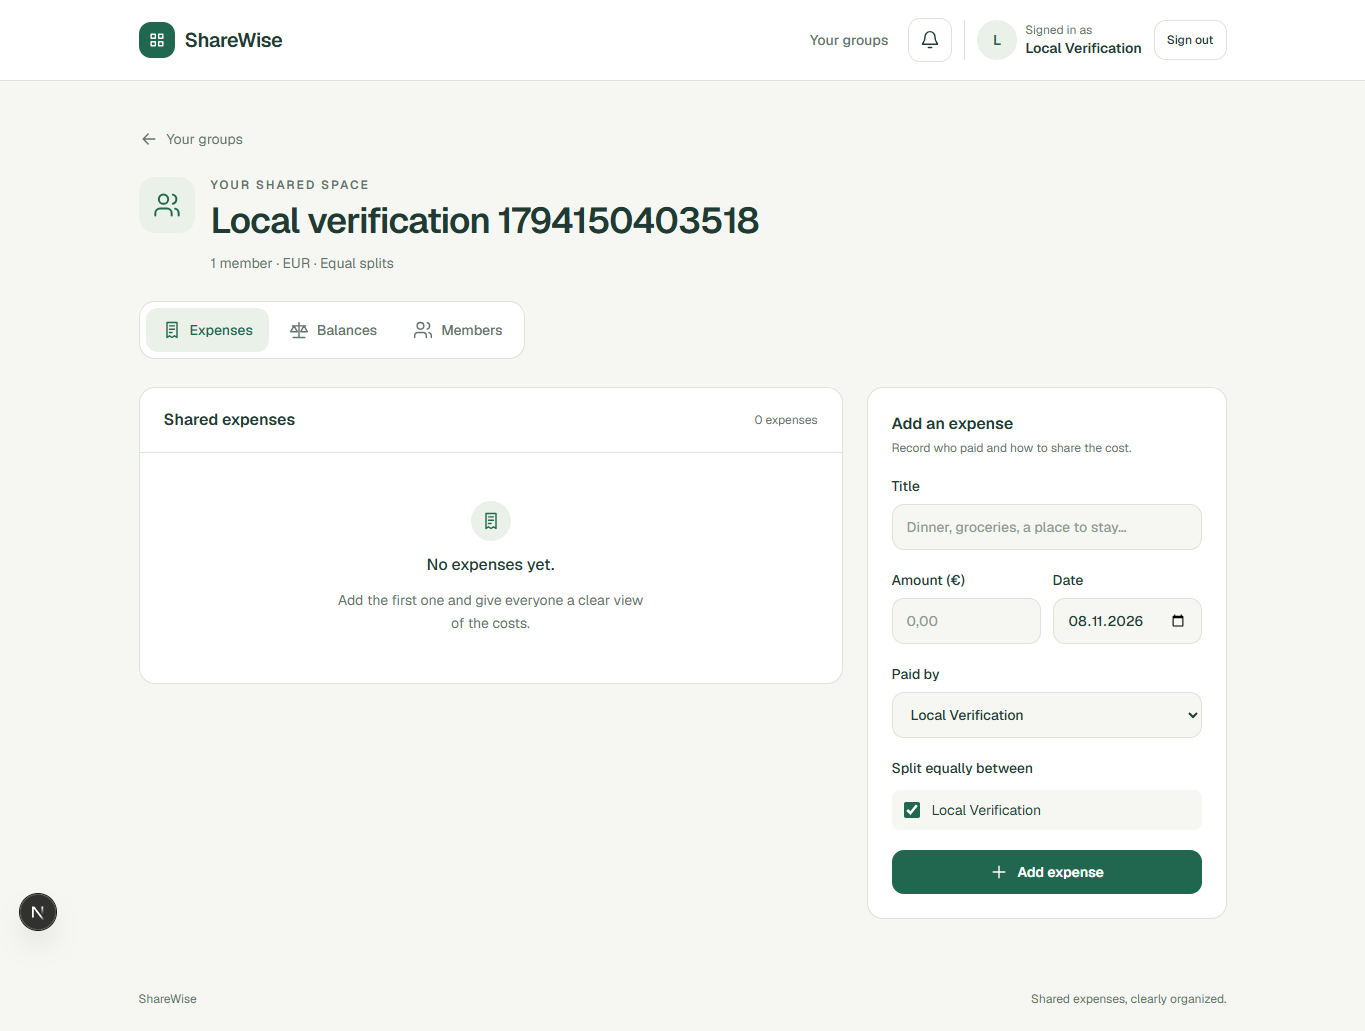 ShareWise
Your groups
L
Signed in as
Local Verification
Sign out
Your groups
YOUR SHARED SPACE
Local verification 1794150403518
1 member · EUR · Equal splits
Expenses
Balances
Members
Shared expenses
0 expenses
No expenses yet.
Add the first one and give everyone a clear view
of the costs.
Add an expense
Record who paid and how to share the cost.
Title
Dinner, groceries, a place to stay…
Amount (€)
Date
0,00
08.11.2026
Paid by
Local Verification
Split equally between
Local Verification
Add expense
N
ShareWise
Shared expenses, clearly organized.